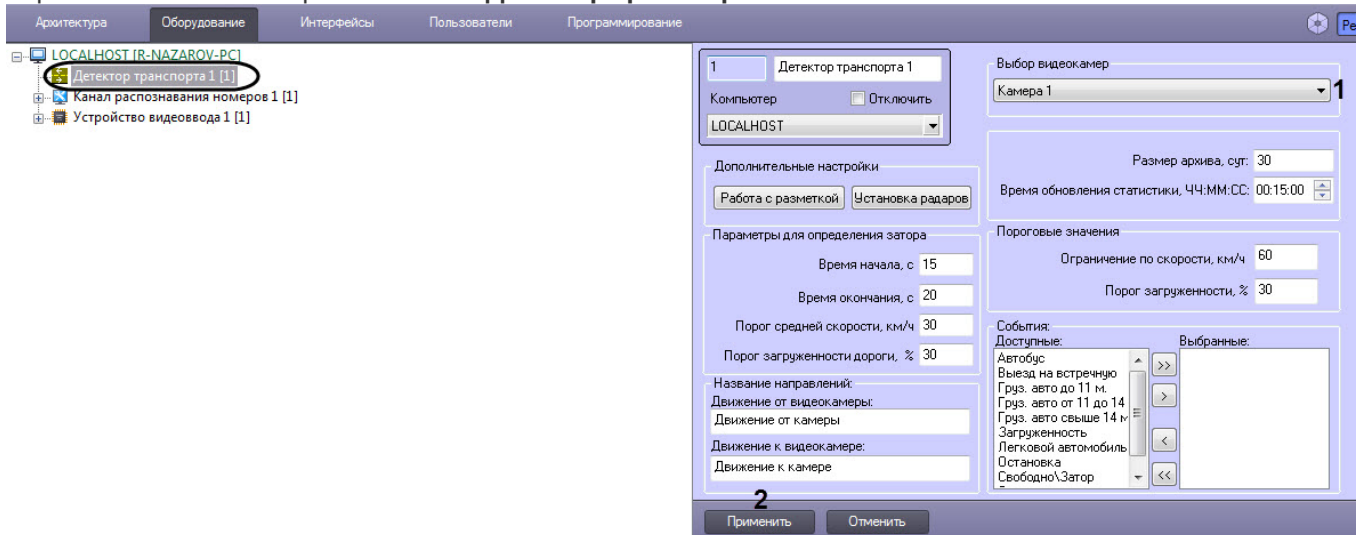 Архитектура Оборудование Интерфейсы Пользователи Программирование
LOCALHOST [R-NAZAROV-PC]
Детектор транспорта 1 [1]
Канал распознавания номеров 1 [1]
Устройство видеоввода 1 [1]
1 Детектор транспорта 1
Компьютер Отключить
LOCALHOST
Дополнительные настройки
Работа с разметкой Установка радаров
Параметры для определения затора
Время начала, с 15
Время окончания, с 20
Порог средней скорости, км/ч 30
Порог загруженности дороги, % 30
Название направлений:
Движение от видеокамеры:
Движение от камеры
Движение к видеокамере:
Движение к камере
Выбор видеокамер
Камера 1 1
Размер архива, сут: 30
Время обновления статистики, ЧЧ:ММ:СС: 00:15:00
Пороговые значения
Ограничение по скорости, км/ч 60
Порог загруженности, % 30
События:
Доступные: Выбранные:
Автобус
Выезд на встречную
Груз. авто до 11 м.
Груз. авто от 11 до 14
Груз. авто свыше 14 м
Загруженность
Легковой автомобиль
Остановка
Свободно\Затор
>>
>
<
<<
2
Применить Отменить